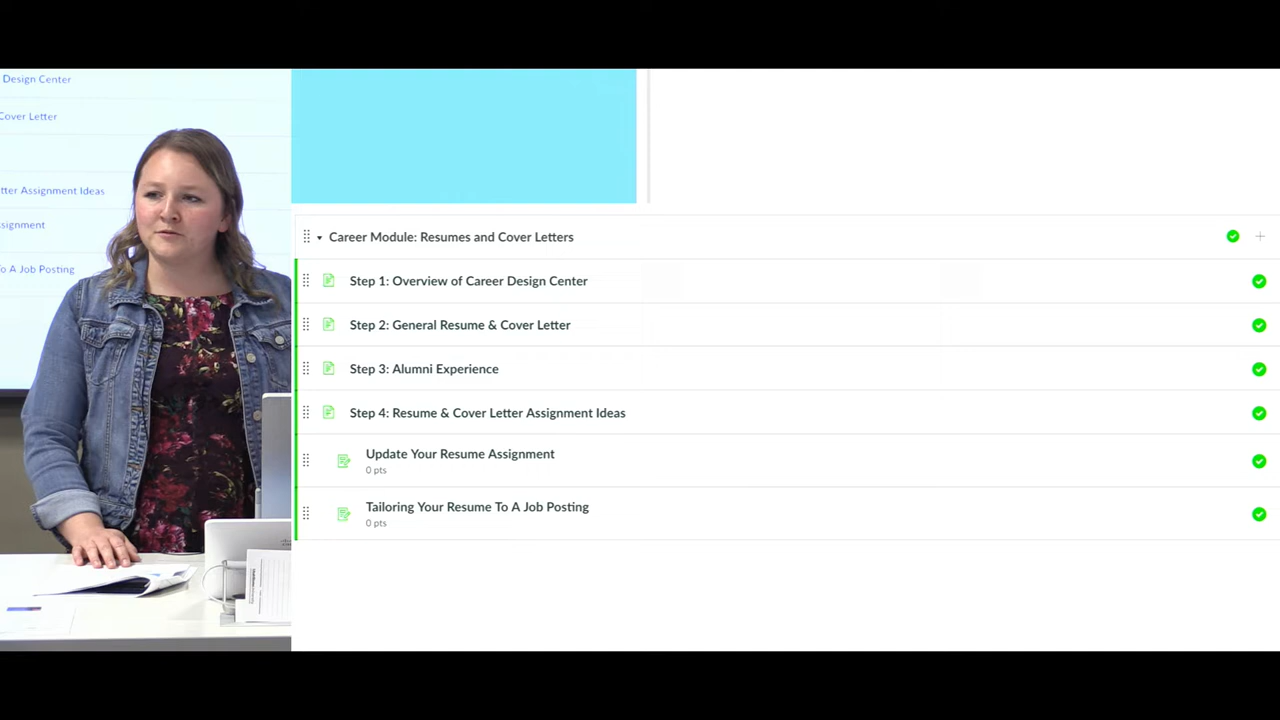 Design Center
Cover Letter
tter Assignment Ideas
signment
o A Job Posting
Career Module: Resumes and Cover Letters
Step 1: Overview of Career Design Center
Step 2: General Resume & Cover Letter
Step 3: Alumni Experience
Step 4: Resume & Cover Letter Assignment Ideas
Update Your Resume Assignment
0 pts
Tailoring Your Resume To A Job Posting
0 pts